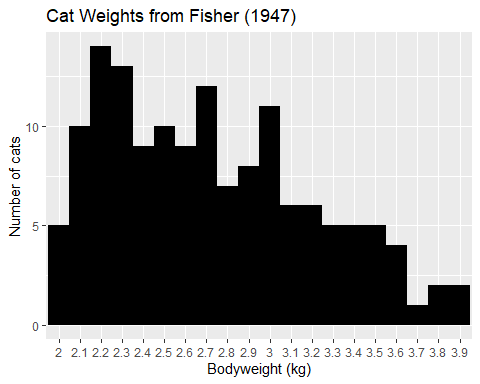 Cat Weights from Fisher (1947)
Number of cats
10
5
0
2 2.1 2.2 2.3 2.4 2.5 2.6 2.7 2.8 2.9 3 3.1 3.2 3.3 3.4 3.5 3.6 3.7 3.8 3.9
Bodyweight (kg)